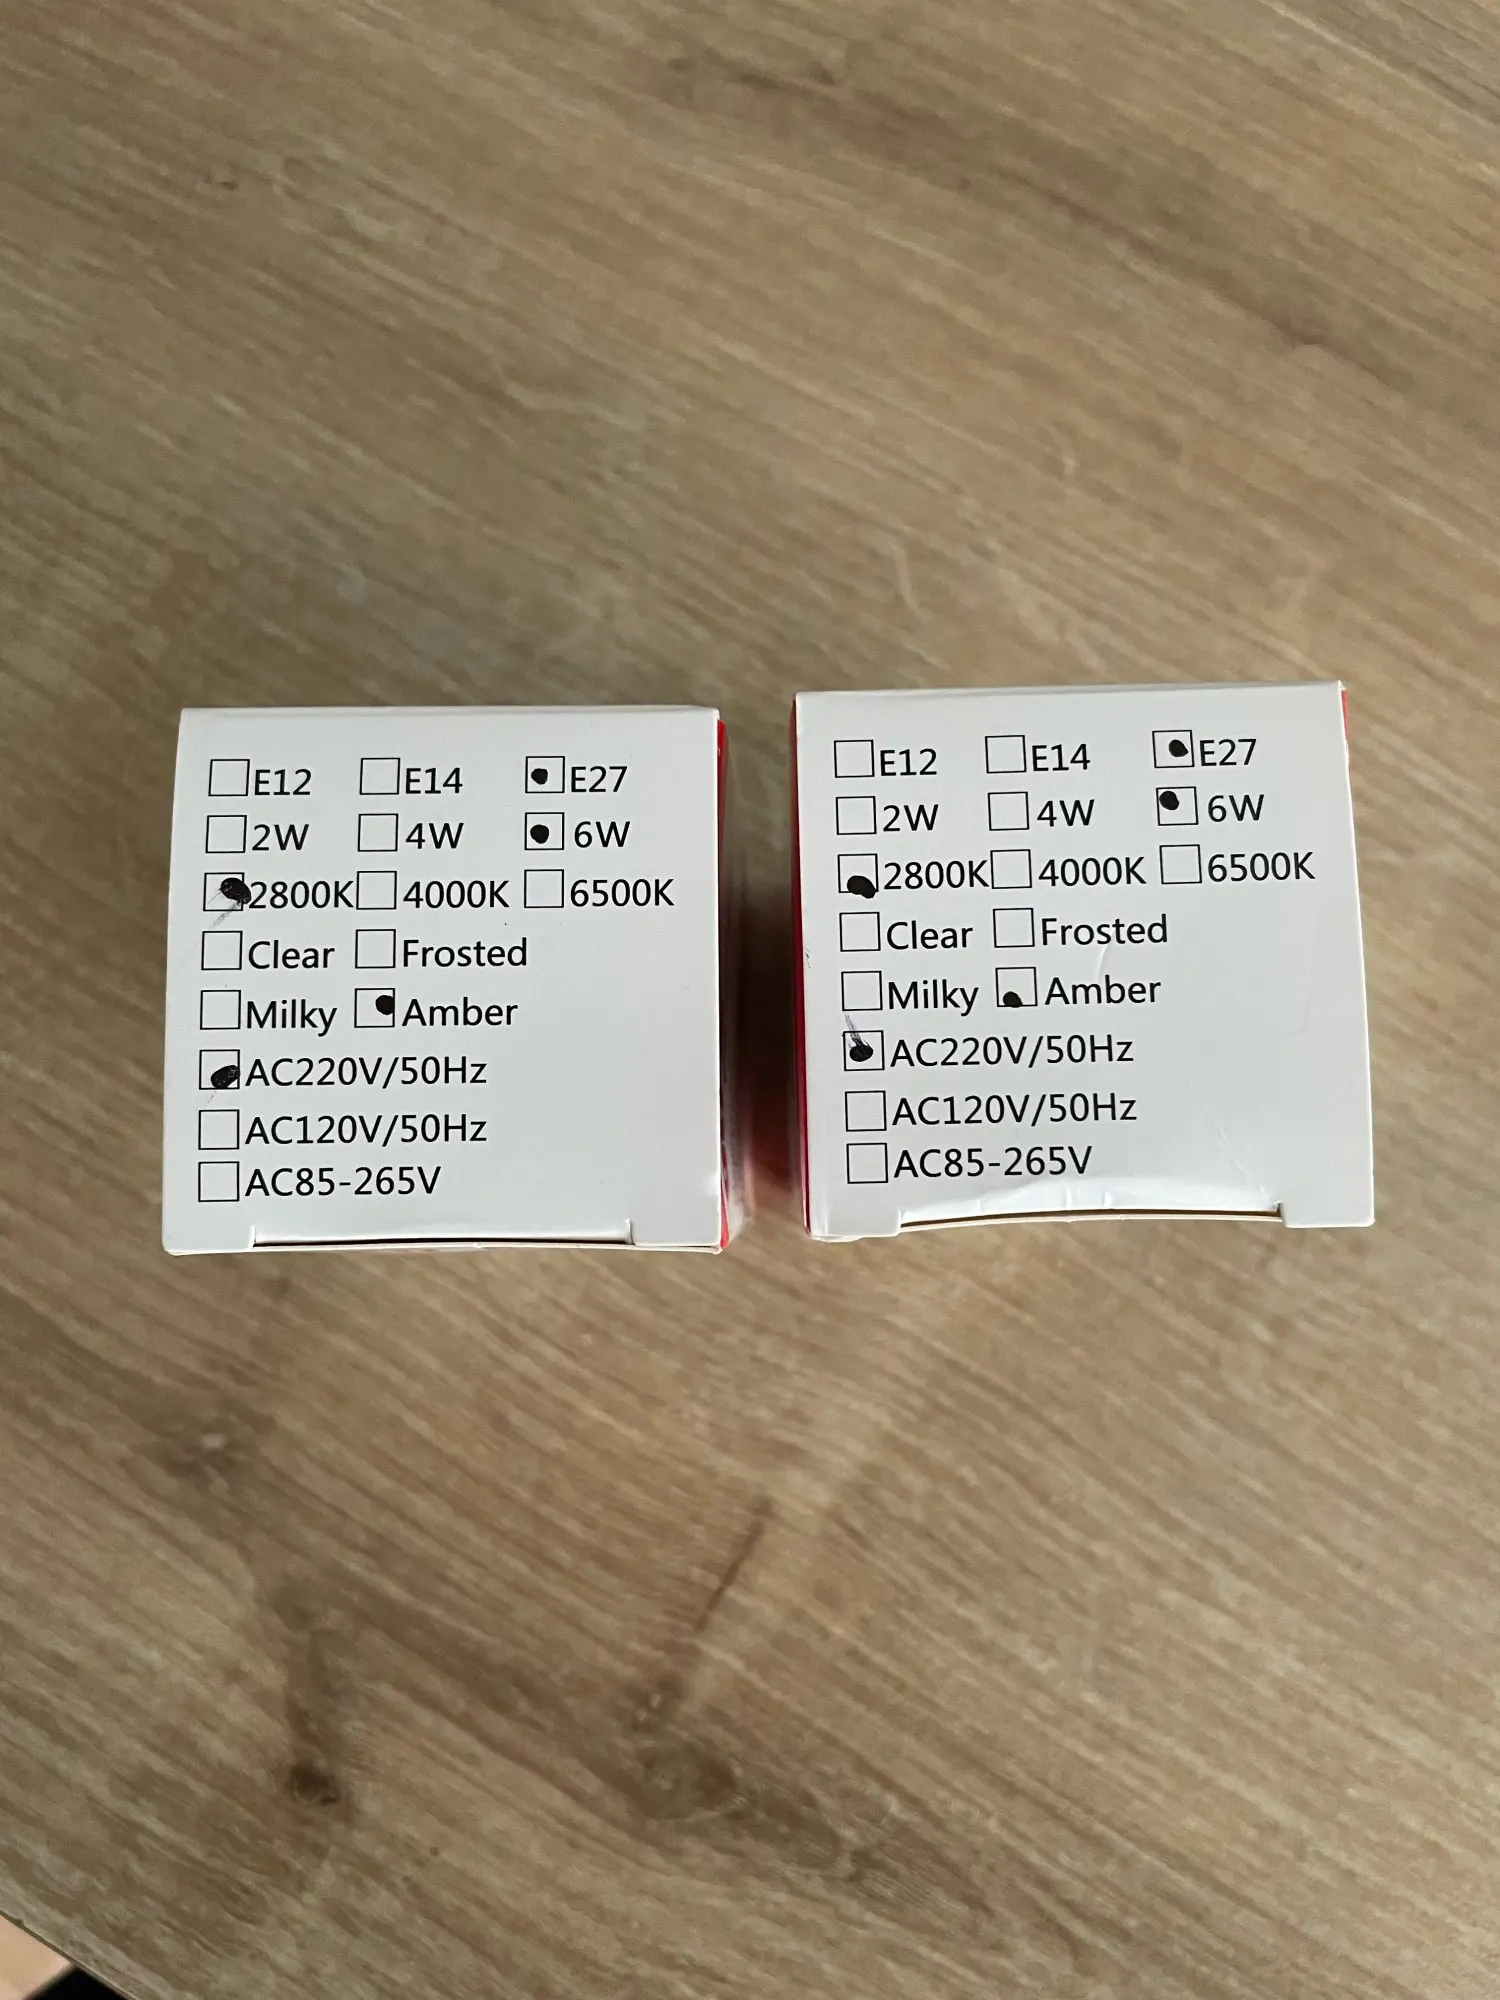 E12 E14 E27
2W 4W 6W
2800K 4000K 6500K
Clear Frosted
Milky Amber
AC220V/50Hz
AC120V/50Hz
AC85-265V
E12 E14 E27
2W 4W 6W
2800K 4000K 6500K
Clear Frosted
Milky Amber
AC220V/50Hz
AC120V/50Hz
AC85-265V